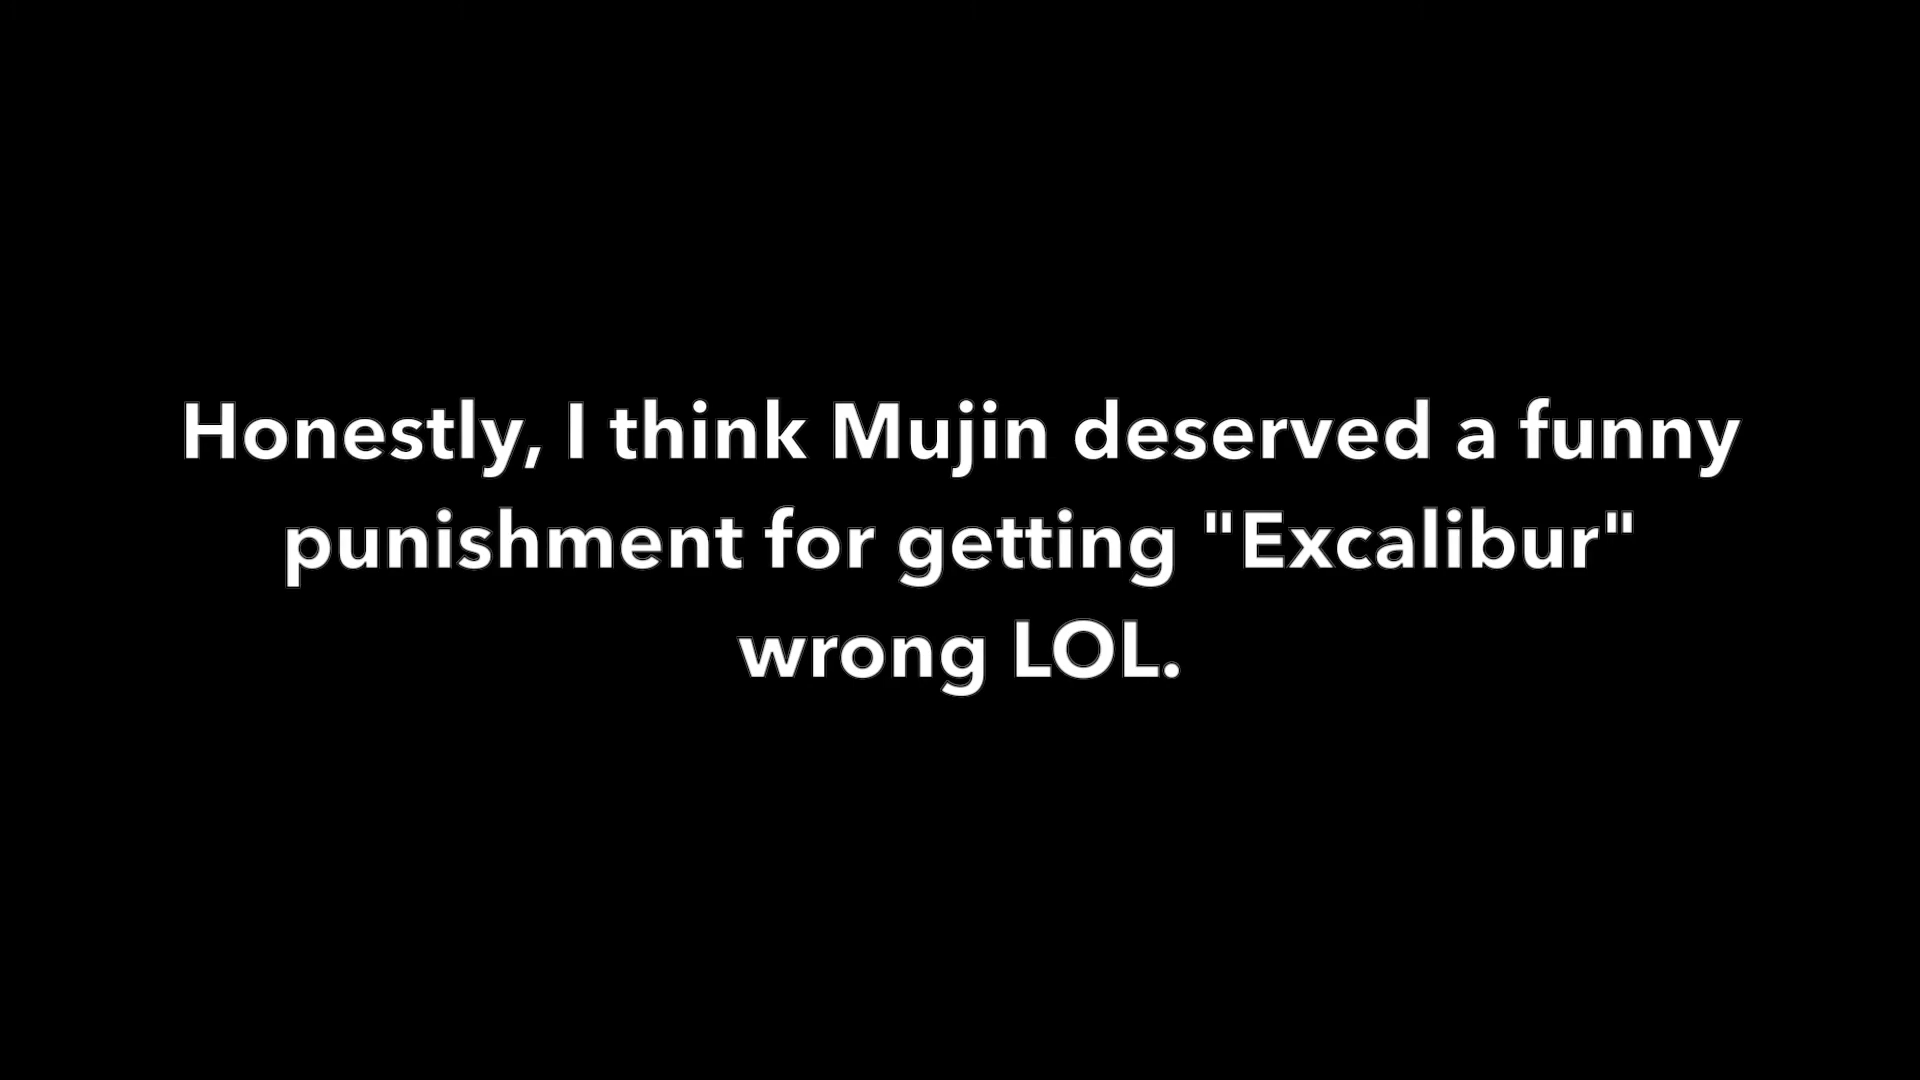 Honestly, I think Mujin deserved a funny
punishment for getting "Excalibur"
wrong LOL.